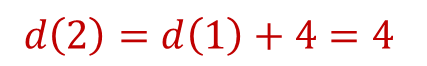 d(2) = d(1) + 4 = 4